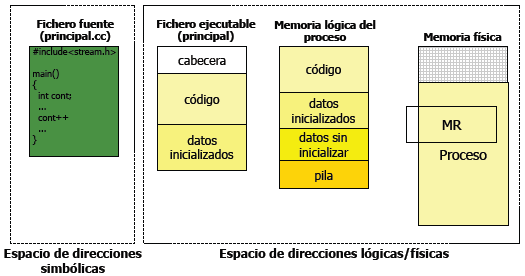 Fichero fuente
(principal.cc)
#include<stream.h>
main()
{
int cont;
...
cont++
...
}
Fichero ejecutable
(principal)
cabecera
código
datos
inicializados
Memoria lógica del
proceso
código
datos
inicializados
datos sin
inicializar
pila
Memoria física
MR
Proceso
Espacio de direcciones
simbólicas
Espacio de direcciones lógicas/físicas